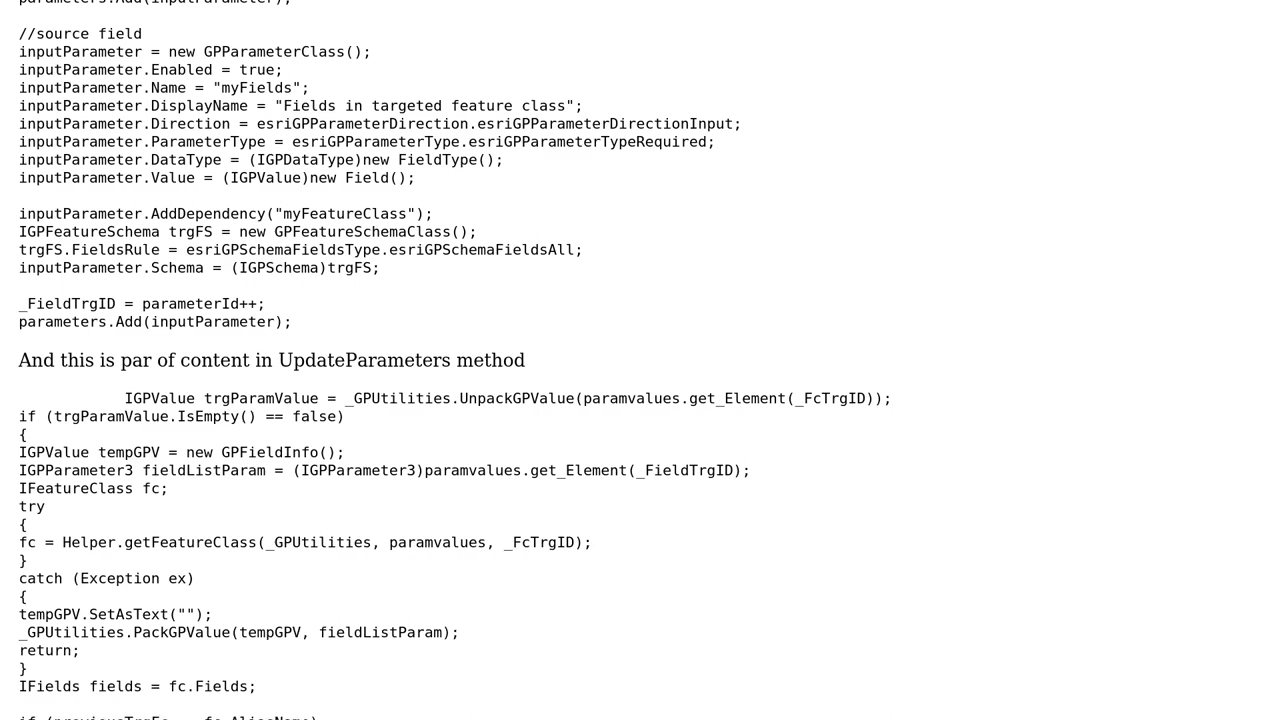 parameters.Add(inputParameter);
//source field
inputParameter = new GPParameterClass();
inputParameter.Enabled = true;
inputParameter.Name = "myFields";
inputParameter.DisplayName = "Fields in targeted feature class";
inputParameter.Direction = esriGPParameterDirection.esriGPParameterDirectionInput;
inputParameter.ParameterType = esriGPParameterType.esriGPParameterTypeRequired;
inputParameter.DataType = (IGPDataType)new FieldType();
inputParameter.Value = (IGPValue)new Field();
inputParameter.AddDependency("myFeatureClass");
IGPFeatureSchema trgFS = new GPFeatureSchemaClass();
trgFS.FieldsRule = esriGPSchemaFieldsType.esriGPSchemaFieldsAll;
inputParameter.Schema = (IGPSchema)trgFS;
_FieldTrgID = parameterId++;
parameters.Add(inputParameter);
And this is par of content in UpdateParameters method
IGPValue trgParamValue = _GPUtilities.UnpackGPValue(paramvalues.get_Element(_FcTrgID));
if (trgParamValue.IsEmpty() == false)
{
IGPValue tempGPV = new GPFieldInfo();
IGPParameter3 fieldListParam = (IGPParameter3)paramvalues.get_Element(_FieldTrgID);
IFeatureClass fc;
try
{
fc = Helper.getFeatureClass(_GPUtilities, paramvalues, _FcTrgID);
}
catch (Exception ex)
{
tempGPV.SetAsText("");
_GPUtilities.PackGPValue(tempGPV, fieldListParam);
return;
}
IFields fields = fc.Fields;